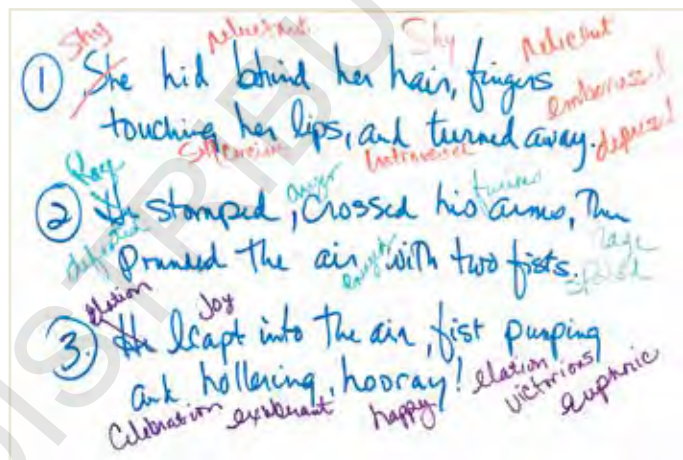 Shy reluctant Shy Reluctant
① She hid behind her hair, fingers
embarrassed
touching her lips, and turned away. depressed
Introverted
Rage anger furious
② He stomped, crossed his arms, then
defeated rage
the air with two fists. spoiled
elation Joy
③ He leapt into the air, fist pumping
and hollering, hooray! elation victorious euphoric
Celebration exuberant happy
DISTRIBU